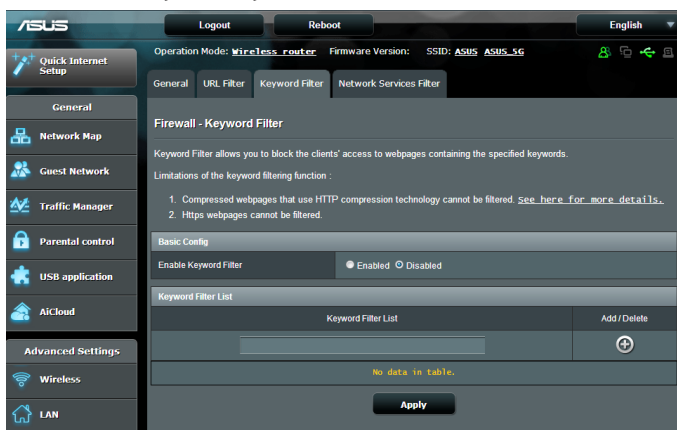 ASUS
Logout
Reboot
English
Quick Internet Setup
Operation Mode: Wireless router Firmware Version: SSID: ASUS ASUS_5G
General
URL Filter
Keyword Filter
Network Services Filter
General
Network Map
Guest Network
Traffic Manager
Parental control
USB application
AiCloud
Advanced Settings
Wireless
LAN
Firewall - Keyword Filter
Keyword Filter allows you to block the clients' access to webpages containing the specified keywords.
Limitations of the keyword filtering function :
1. Compressed webpages that use HTTP compression technology cannot be filtered. See here for more details.
2. Https webpages cannot be filtered.
Basic Config
Enable Keyword Filter
Enabled Disabled
Keyword Filter List
Keyword Filter List
Add / Delete
No data in table.
Apply